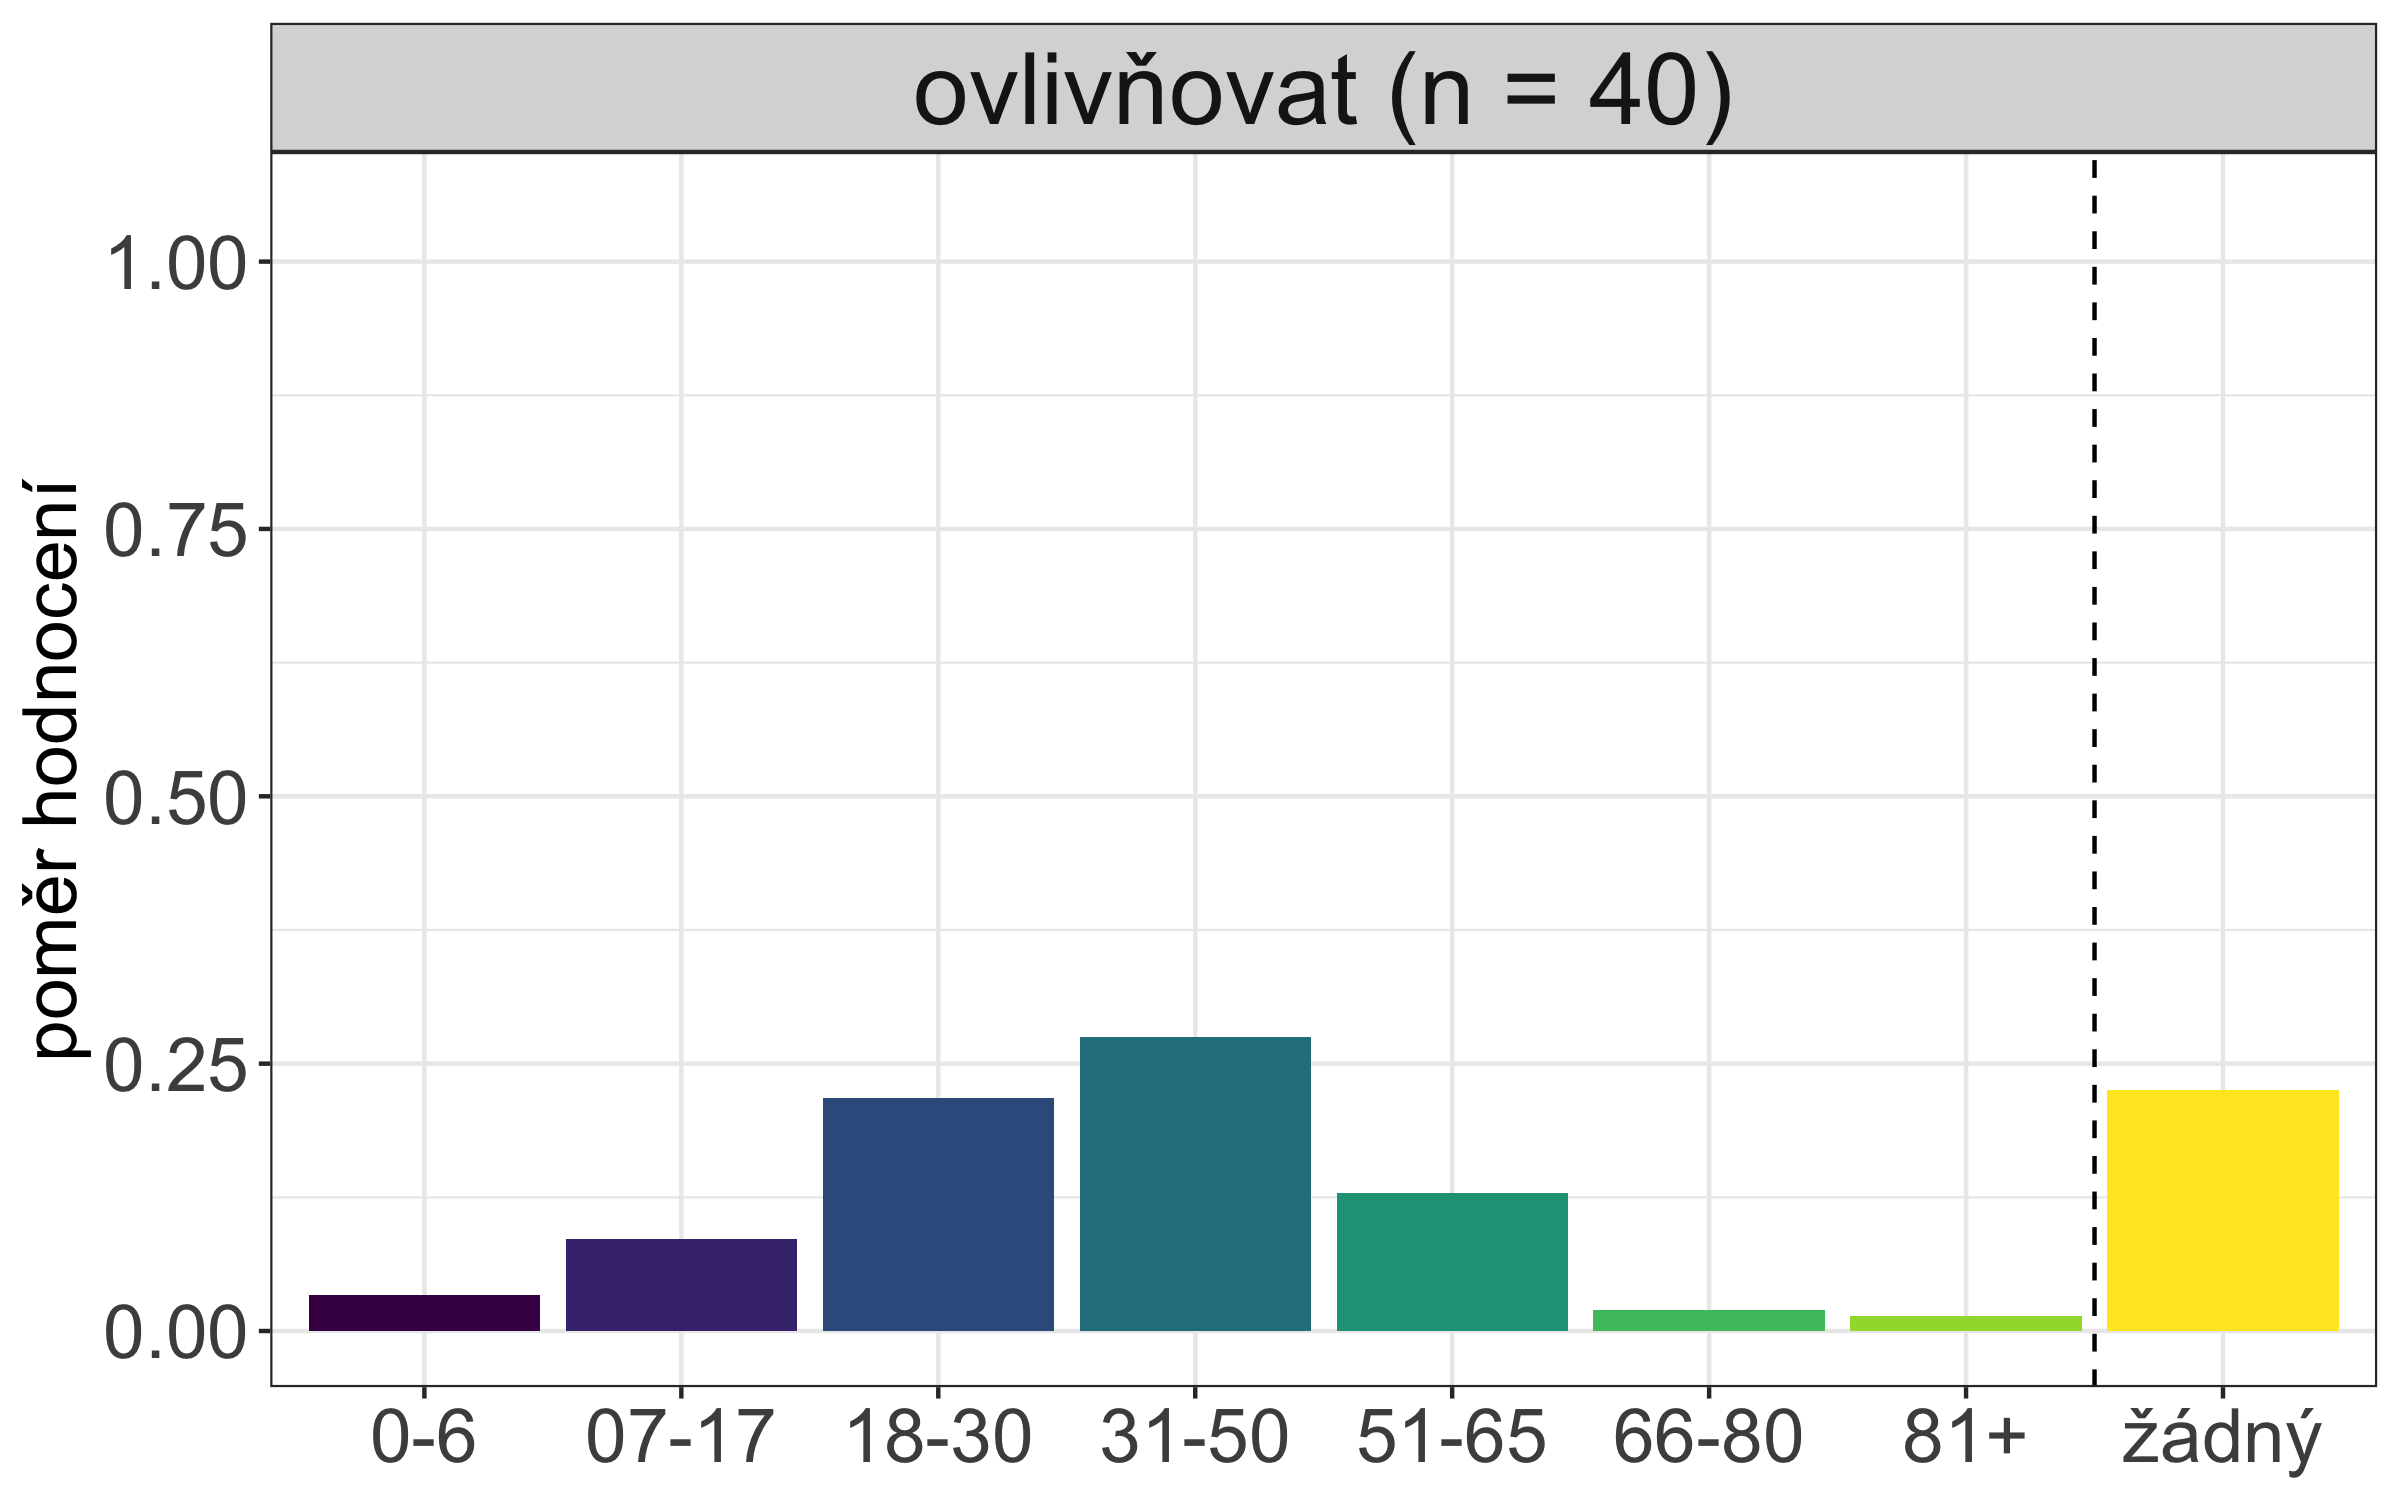 ovlivňovat (n = 40)
poměr hodnocení
1.00
0.75
0.50
0.25
0.00
0-6 07-17 18-30 31-50 51-65 66-80 81+ žádný